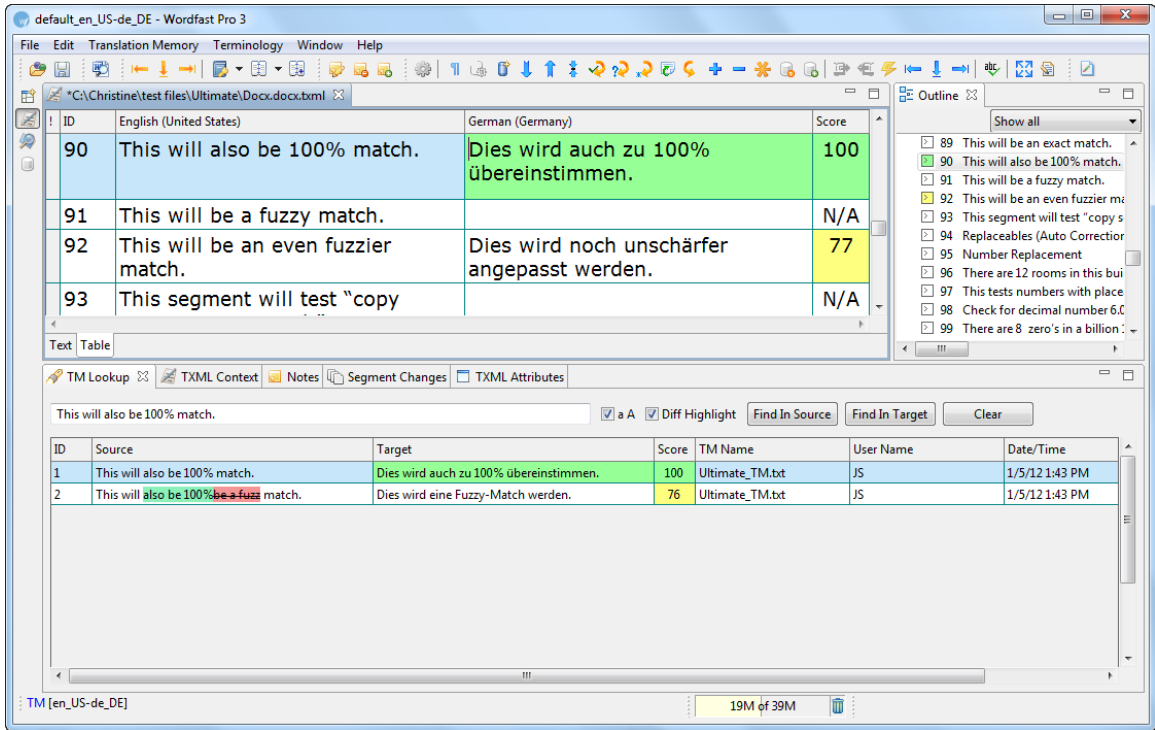 default_en_US-de_DE - Wordfast Pro 3
File Edit Translation Memory Terminology Window Help
*C:\Christine\test files\Ultimate\Docx.docx.txml
! ID English (United States) German (Germany) Score
90 This will also be 100% match. Dies wird auch zu 100% 100
übereinstimmen.
91 This will be a fuzzy match. N/A
92 This will be an even fuzzier Dies wird noch unschärfer 77
match. angepasst werden.
93 This segment will test “copy N/A
Text Table
Outline
Show all
89 This will be an exact match.
90 This will also be 100% match.
91 This will be a fuzzy match.
92 This will be an even fuzzier ma
93 This segment will test "copy s
94 Replaceables (Auto Correction
95 Number Replacement
96 There are 12 rooms in this bui
97 This tests numbers with place
98 Check for decimal number 6.0
99 There are 8 zero's in a billion
TM Lookup TXML Context Notes Segment Changes TXML Attributes
This will also be 100% match. a A Diff Highlight Find In Source Find In Target Clear
ID Source Target Score TM Name User Name Date/Time
1 This will also be 100% match. Dies wird auch zu 100% übereinstimmen. 100 Ultimate_TM.txt JS 1/5/12 1:43 PM
2 This will also be 100%be a fuzz match. Dies wird eine Fuzzy-Match werden. 76 Ultimate_TM.txt JS 1/5/12 1:43 PM
TM [en_US-de_DE] 19M of 39M